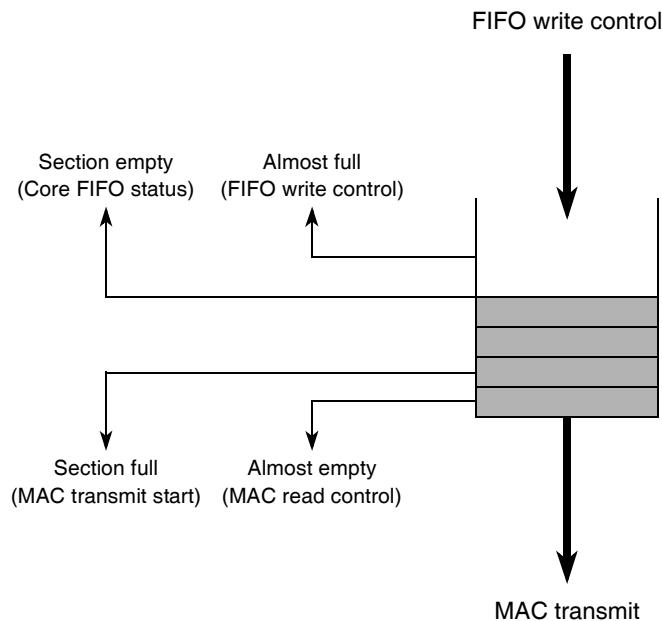 FIFO write control
Section empty
(Core FIFO status)
Almost full
(FIFO write control)
Section full
(MAC transmit start)
Almost empty
(MAC read control)
MAC transmit